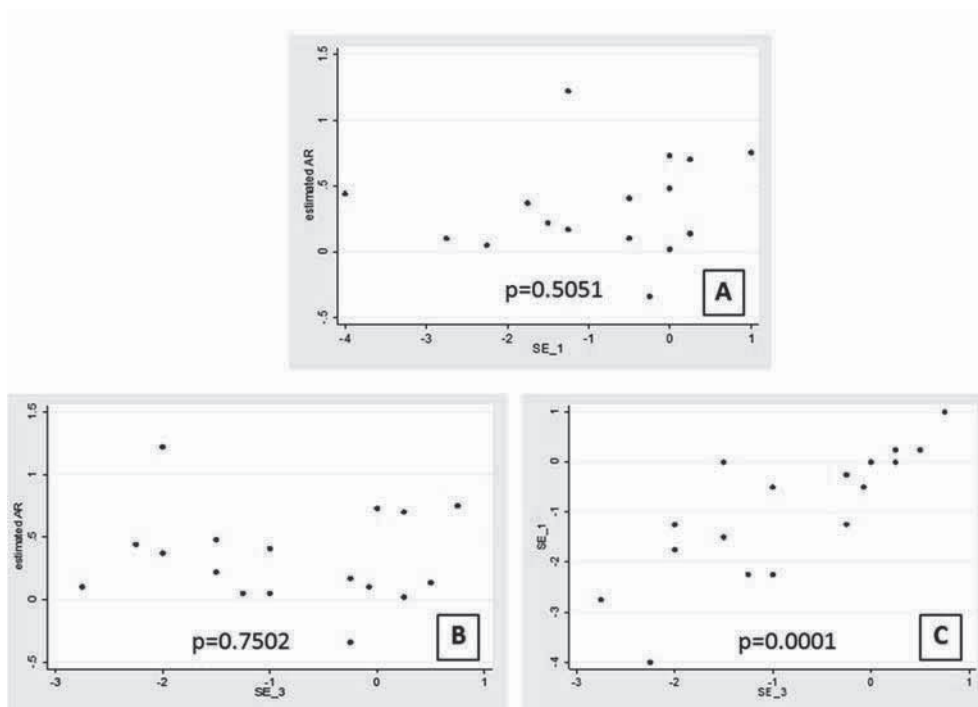 1.5
1
.5
0
-.5
estimated AR
p=0.5051
A
-4 -3 -2 -1 0 1
SE_1
1.5
1
.5
0
-.5
estimated AR
p=0.7502
B
-3 -2 -1 0 1
SE_3
1
0
-1
-2
-3
-4
SE_1
p=0.0001
C
-3 -2 -1 0 1
SE_3